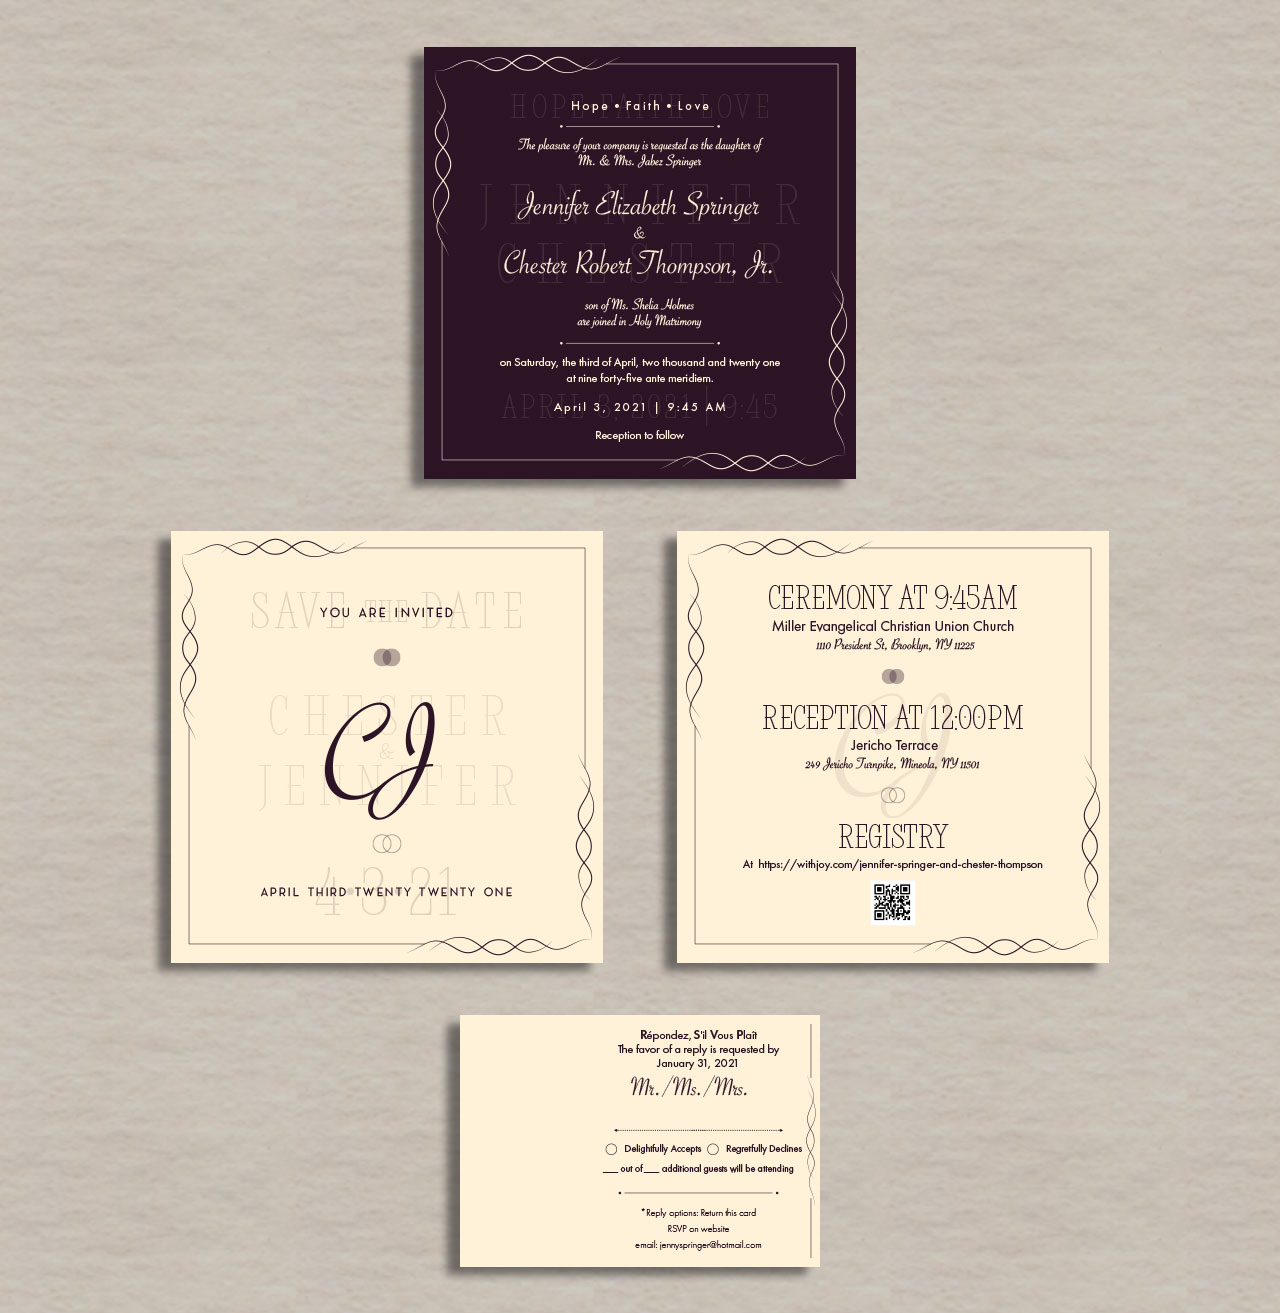 HOPE FAITH LOVE
Hope • Faith • Love
The pleasure of your company is requested as the daughter of
Mr. & Mrs. Jabez Springer
JENNIFER
Jennifer Elizabeth Springer
&
CHESTER
Chester Robert Thompson, Jr.
son of Ms. Shelia Holmes
are joined in Holy Matrimony
on Saturday, the third of April, two thousand and twenty one
at nine forty-five ante meridiem.
APRIL 3, 2021 | 9:45
April 3, 2021 | 9:45 AM
Reception to follow
SAVE THE DATE
YOU ARE INVITED
CHESTER
&
JENNIFER
CJ
4•3•21
APRIL THIRD TWENTY TWENTY ONE
CEREMONY AT 9:45AM
Miller Evangelical Christian Union Church
1110 President St, Brooklyn, NY 11225
CJ
RECEPTION AT 12:00PM
Jericho Terrace
249 Jericho Turnpike, Mineola, NY 11501
REGISTRY
At https://withjoy.com/jennifer-springer-and-chester-thompson
Répondez, S'il Vous Plaît
The favor of a reply is requested by
January 31, 2021
Mr./Ms./Mrs.
Delightfully Accepts Regretfully Declines
___ out of ___ additional guests will be attending
*Reply options: Return this card
RSVP on website
email: jennyspringer@hotmail.com